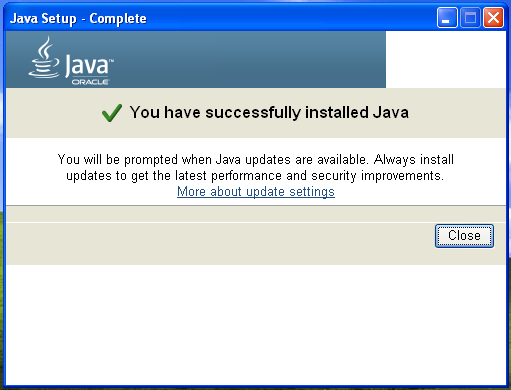 Java Setup - Complete
Java™
ORACLE
You have successfully installed Java
You will be prompted when Java updates are available. Always install
updates to get the latest performance and security improvements.
More about update settings
Close